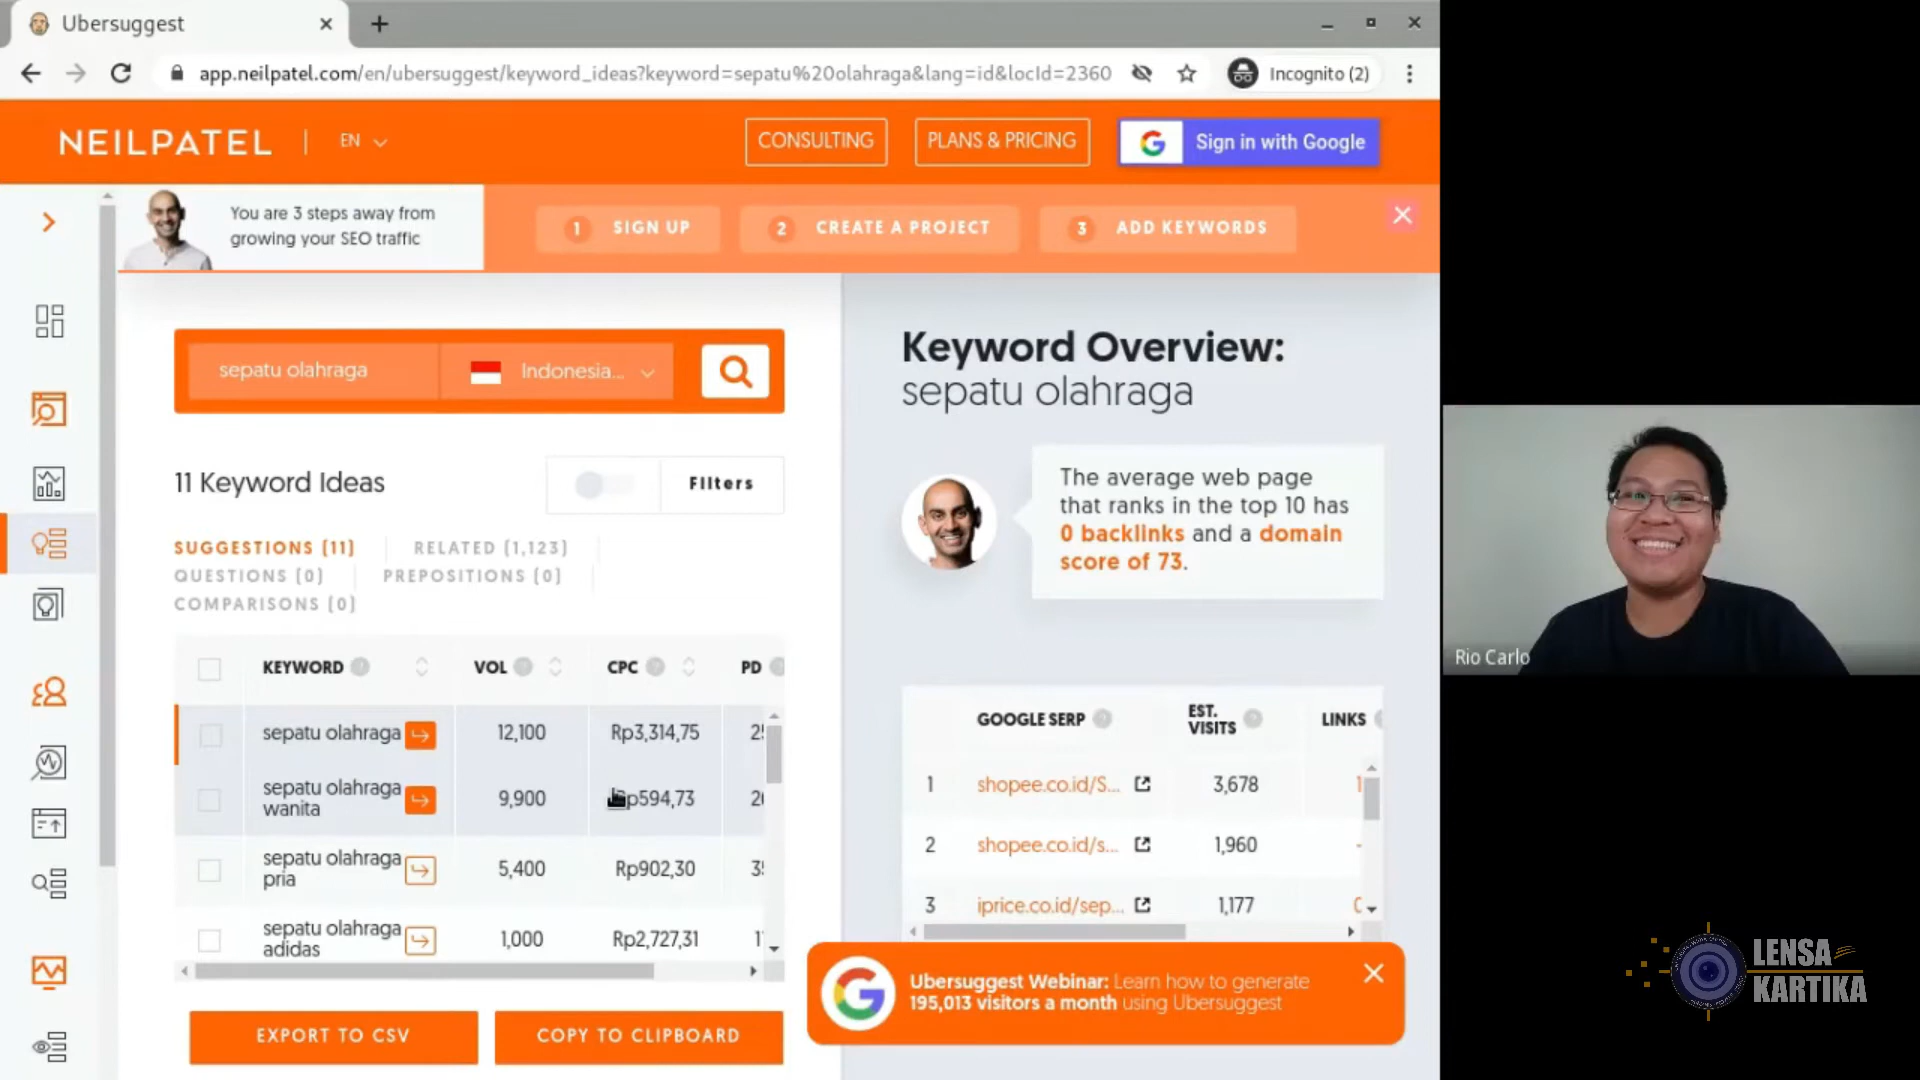 Ubersuggest
app.neilpatel.com/en/ubersuggest/keyword_ideas?keyword=sepatu%20olahraga&lang=id&locId=2360
Incognito (2)
NEILPATEL
EN
CONSULTING
PLANS & PRICING
Sign in with Google
You are 3 steps away from
growing your SEO traffic
1 SIGN UP
2 CREATE A PROJECT
3 ADD KEYWORDS
sepatu olahraga
Indonesia...
11 Keyword Ideas
Filters
SUGGESTIONS (11)
RELATED (1,123)
QUESTIONS (0)
PREPOSITIONS (0)
COMPARISONS (0)
KEYWORD VOL CPC PD
sepatu olahraga 12,100 Rp3,314,75
sepatu olahraga
wanita 9,900 p594,73
sepatu olahraga
pria 5,400 Rp902,30
sepatu olahraga
adidas 1,000 Rp2,727,31
EXPORT TO CSV
COPY TO CLIPBOARD
Keyword Overview:
sepatu olahraga
The average web page
that ranks in the top 10 has
0 backlinks and a domain
score of 73.
GOOGLE SERP
EST.
VISITS
LINKS
1 shopee.co.id/S... 3,678
2 shopee.co.id/s... 1,960 -
3 iprice.co.id/sep... 1,177
Ubersuggest Webinar: Learn how to generate
195,013 visitors a month using Ubersuggest
Rio Carlo
LENSA
KARTIKA